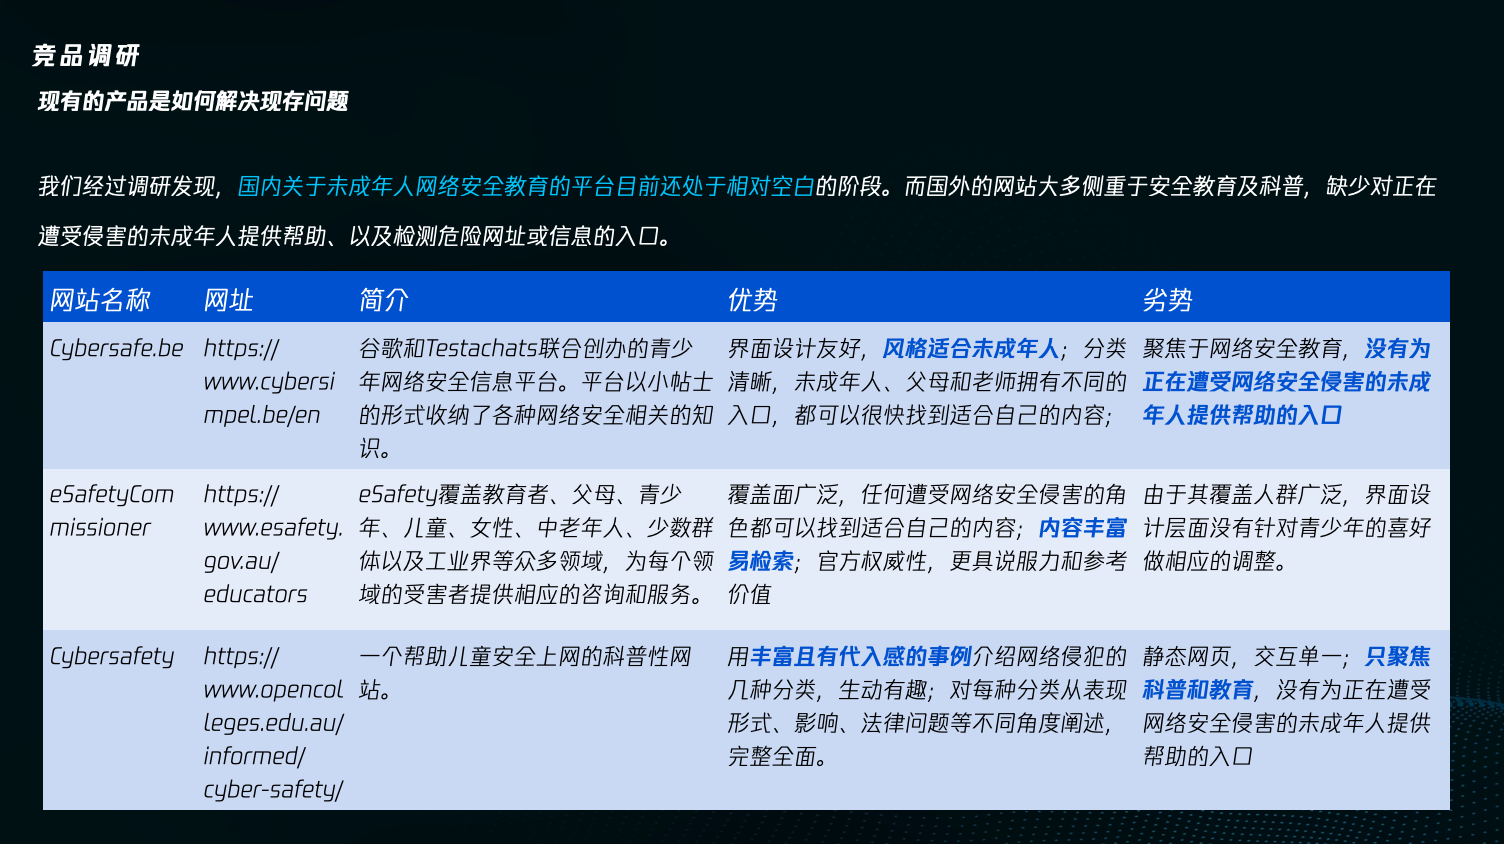 竞品调研
现有的产品是如何解决现存问题
我们经过调研发现，国内关于未成年人网络安全教育的平台目前还处于相对空白的阶段。而国外的网站大多侧重于安全教育及科普，缺少对正在
遭受侵害的未成年人提供帮助、以及检测危险网址或信息的入口。
网站名称 网址 简介 优势 劣势
Cybersafe.be
https://
www.cybersi
mpel.be/en
谷歌和Testachats联合创办的青少
年网络安全信息平台。平台以小帖士
的形式收纳了各种网络安全相关的知
识。
界面设计友好，风格适合未成年人；分类
清晰，未成年人、父母和老师拥有不同的
入口，都可以很快找到适合自己的内容；
聚焦于网络安全教育，没有为
正在遭受网络安全侵害的未成
年人提供帮助的入口
eSafetyCom
missioner
https://
www.esafety.
gov.au/
educators
eSafety覆盖教育者、父母、青少
年、儿童、女性、中老年人、少数群
体以及工业界等众多领域，为每个领
域的受害者提供相应的咨询和服务。
覆盖面广泛，任何遭受网络安全侵害的角
色都可以找到适合自己的内容；内容丰富
易检索；官方权威性，更具说服力和参考
价值
由于其覆盖人群广泛，界面设
计层面没有针对青少年的喜好
做相应的调整。
Cybersafety
https://
www.opencol
leges.edu.au/
informed/
cyber-safety/
一个帮助儿童安全上网的科普性网
站。
用丰富且有代入感的事例介绍网络侵犯的
几种分类，生动有趣；对每种分类从表现
形式、影响、法律问题等不同角度阐述，
完整全面。
静态网页，交互单一；只聚焦
科普和教育，没有为正在遭受
网络安全侵害的未成年人提供
帮助的入口